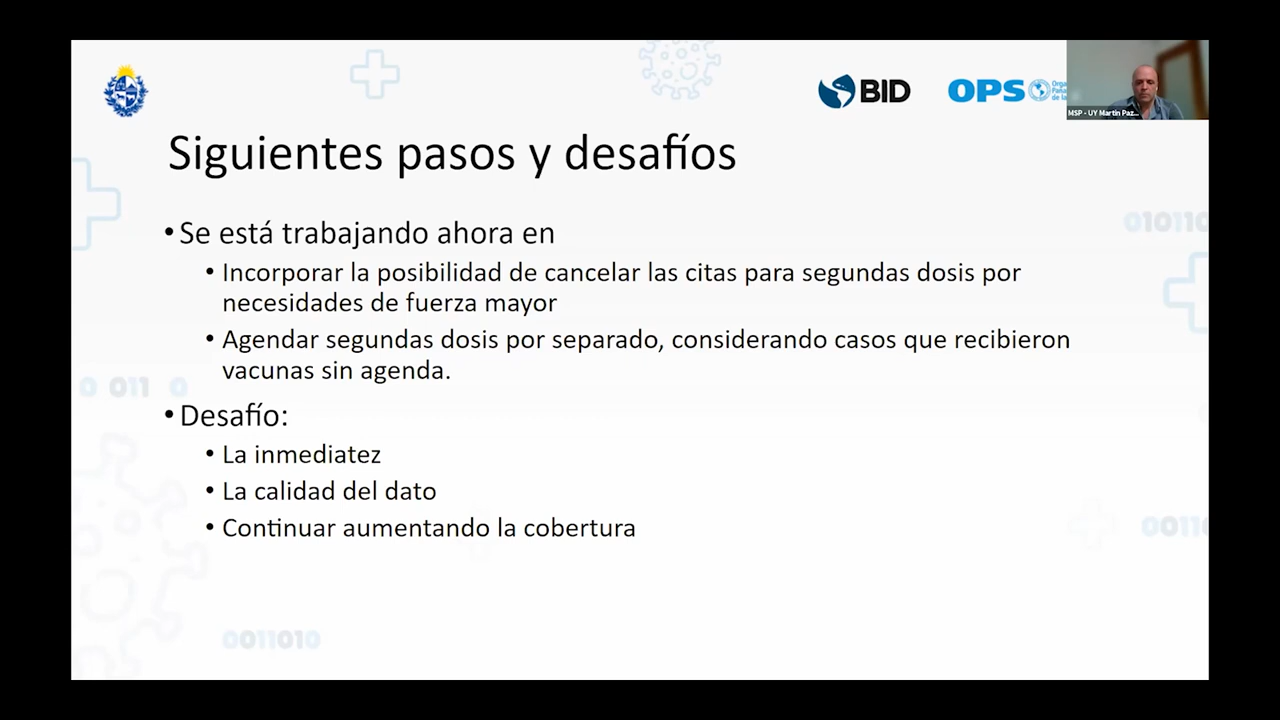 BID
OPS
MSP - UY Martín Paz...
Siguientes pasos y desafíos
• Se está trabajando ahora en
• Incorporar la posibilidad de cancelar las citas para segundas dosis por
necesidades de fuerza mayor
• Agendar segundas dosis por separado, considerando casos que recibieron
vacunas sin agenda.
• Desafío:
• La inmediatez
• La calidad del dato
• Continuar aumentando la cobertura
010110
0 011 0
0011
0011010